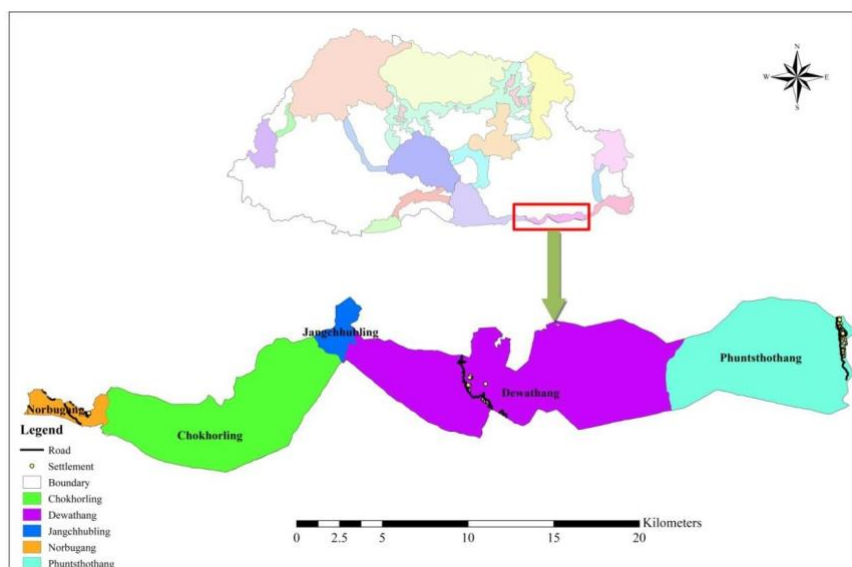 N
W E
S
Jangchhubling
Phuntsthothang
Dewathang
Norbugang
Chokhorling
Legend
Road
Settlement
Boundary
Chokhorling
Dewathang
Jangchhubling
Norbugang
Phuntsthothang
Kilometers
0 2.5 5 10 15 20